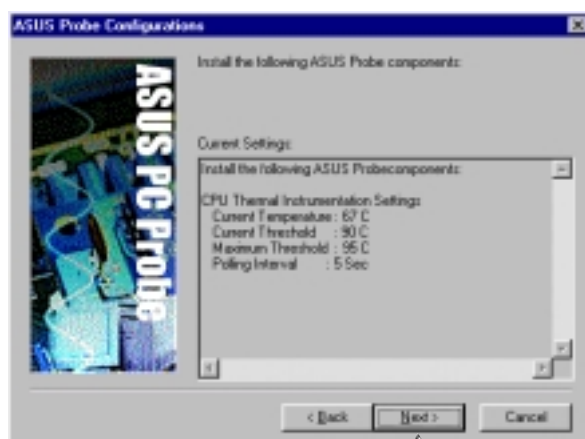 ASUS Probe Configurations
ASUS PC Probe
Install the following ASUS Probe components:
Current Settings:
Install the following ASUS Probecomponents:
CPU Thermal Instrumentation Settings
Current Temperature : 67 C
Current Threshold : 90 C
Maximum Threshold : 95 C
Polling Interval : 5 Sec
< Back
Next >
Cancel